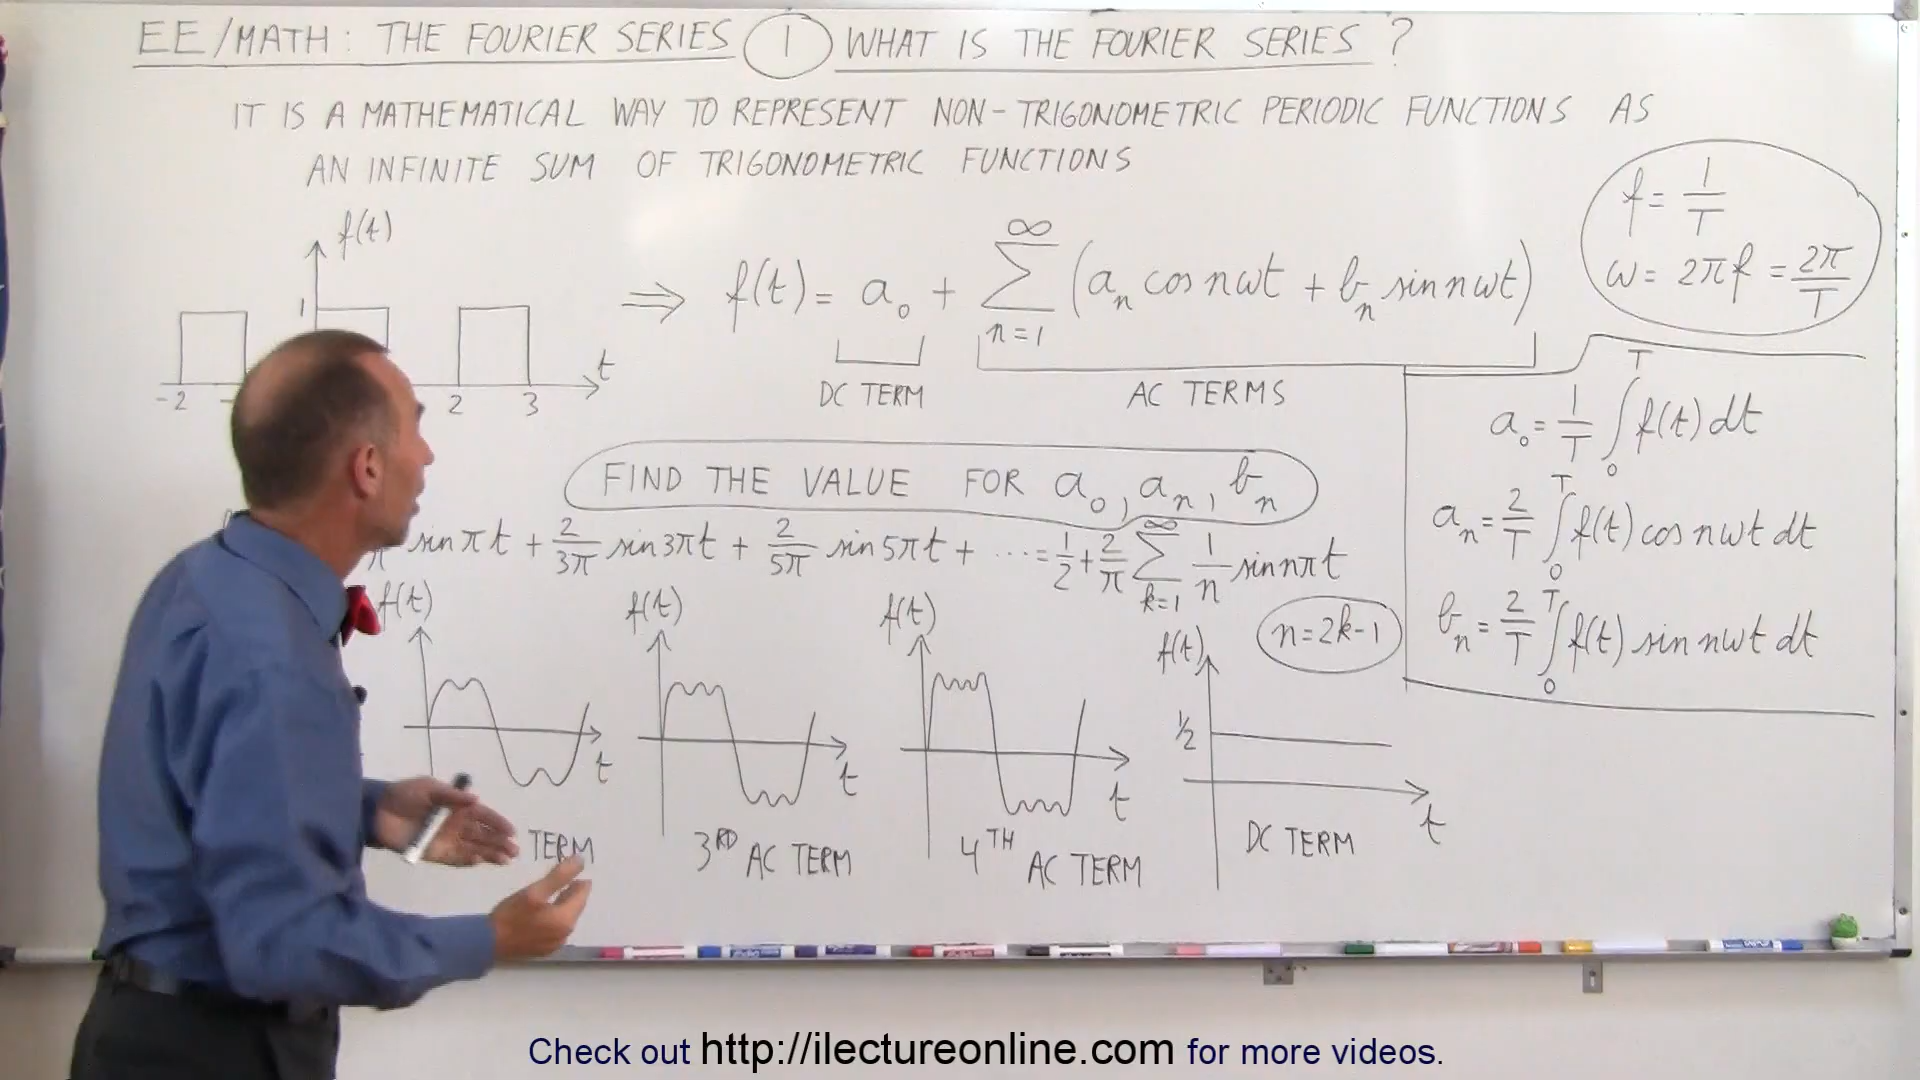 EE/MATH: THE FOURIER SERIES 1 WHAT IS THE FOURIER SERIES ?
IT IS A MATHEMATICAL WAY TO REPRESENT NON-TRIGONOMETRIC PERIODIC FUNCTIONS AS
AN INFINITE SUM OF TRIGONOMETRIC FUNCTIONS
f = 1/T
ω = 2πf = 2π/T
f(t)
1
-2 2 3 t
⇒ f(t) = a₀ + ∑_{n=1}^{∞} (aₙ cos nωt + bₙ sin nωt)
DC TERM AC TERMS
a₀ = 1/T ∫₀ᵀ f(t) dt
aₙ = 2/T ∫₀ᵀ f(t) cos nωt dt
bₙ = 2/T ∫₀ᵀ f(t) sin nωt dt
FIND THE VALUE FOR a₀, aₙ, bₙ
π sin πt + 2/3π sin 3πt + 2/5π sin 5πt + ... = 1/2 + 2/π ∑_{k=1}^{∞} 1/n sin nπt
n = 2k-1
f(t) t TERM
f(t) t 3RD AC TERM
f(t) t 4TH AC TERM
f(t) 1/2 t DC TERM
Check out http://ilectureonline.com for more videos.